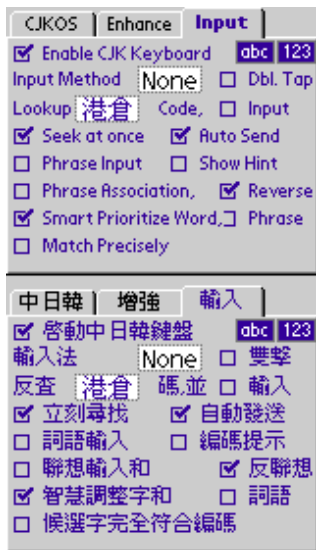 CJKOS Enhance Input
Enable CJK Keyboard abc 123
Input Method None Dbl. Tap
Lookup 港倉 Code, Input
Seek at once Auto Send
Phrase Input Show Hint
Phrase Association, Reverse
Smart Prioritize Word, Phrase
Match Precisely
中日韓 增強 輸入
啓動中日韓鍵盤 abc 123
輸入法 None 雙擊
反查 港倉 碼,並 輸入
立刻尋找 自動發送
詞語輸入 編碼提示
聯想輸入和 反聯想
智慧調整字和 詞語
候選字完全符合編碼